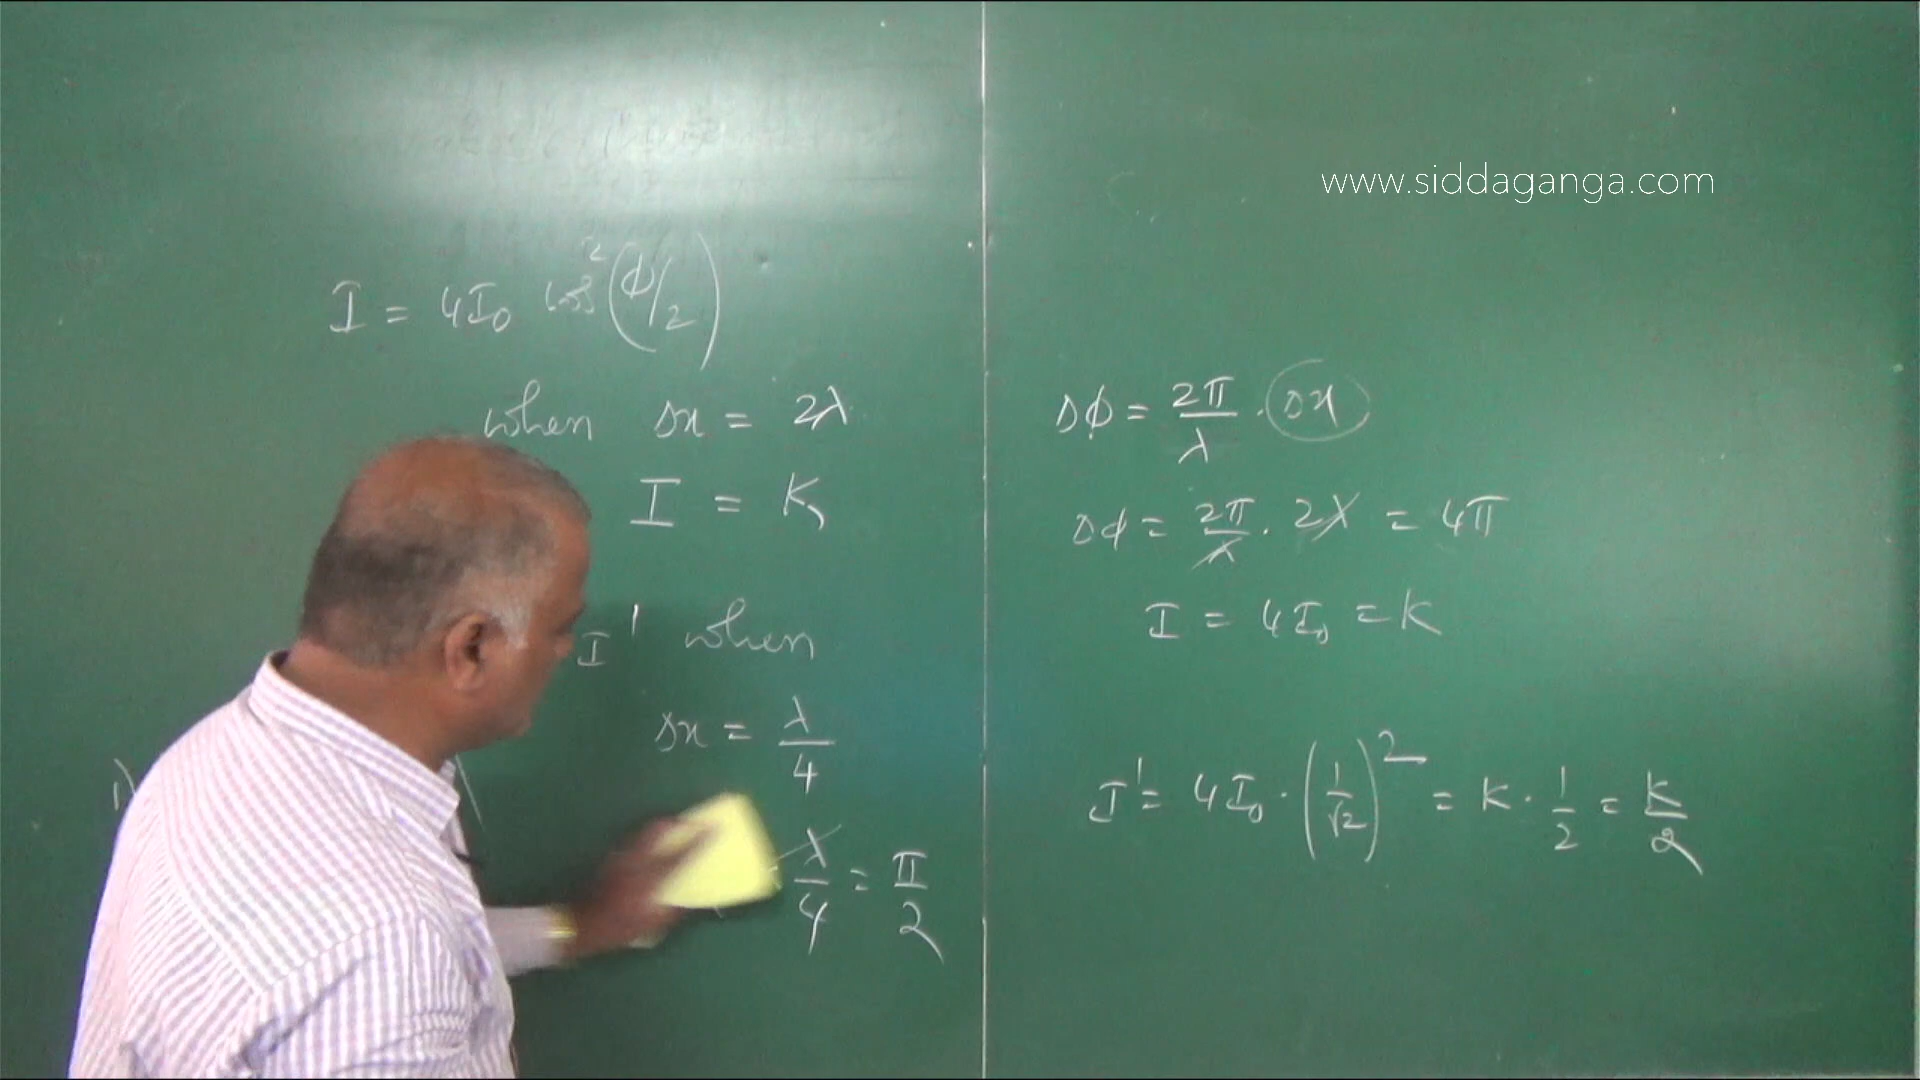 www.siddaganga.com
I = 4I₀ cos²(ϕ/2)
when Δx = 2λ
I = K
I' when
Δx = λ/4
λ/4 = π/2
Δϕ = 2π/λ · Δx
Δϕ = 2π/λ · 2λ = 4π
I = 4I₀ = K
I' = 4I₀ · (1/√2)² = K · 1/2 = K/2